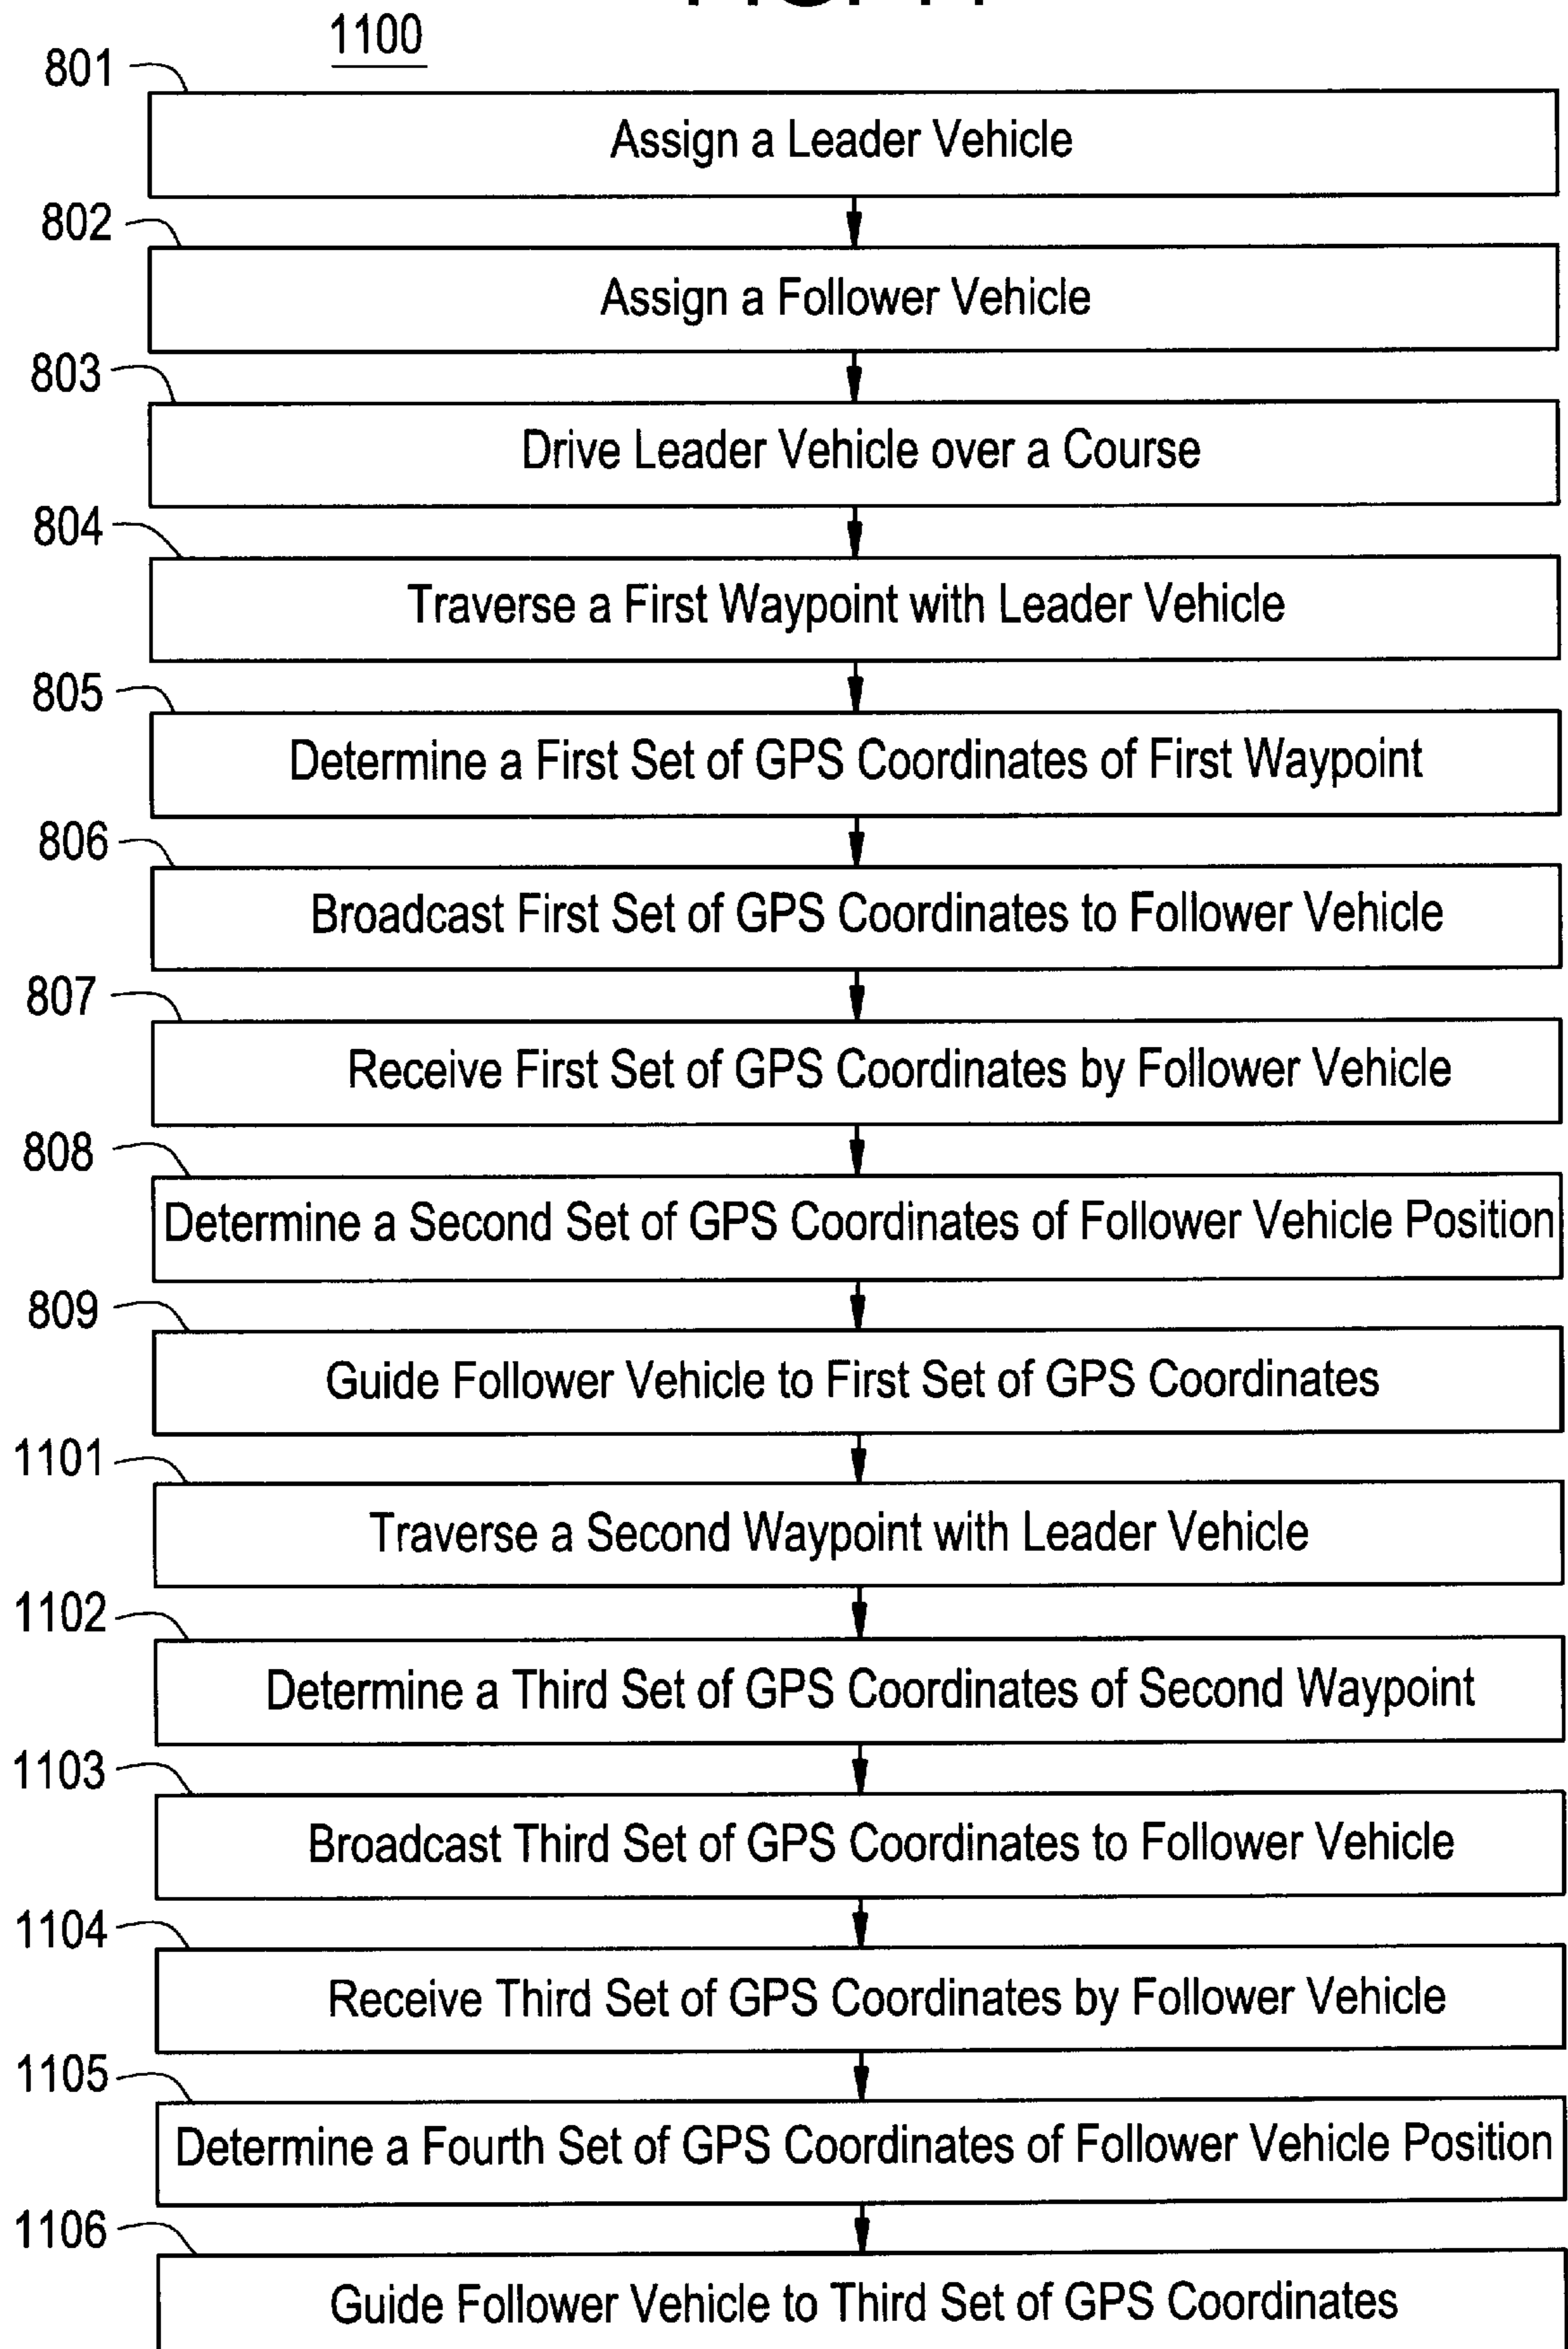 1100
801
Assign a Leader Vehicle
802
Assign a Follower Vehicle
803
Drive Leader Vehicle over a Course
804
Traverse a First Waypoint with Leader Vehicle
805
Determine a First Set of GPS Coordinates of First Waypoint
806
Broadcast First Set of GPS Coordinates to Follower Vehicle
807
Receive First Set of GPS Coordinates by Follower Vehicle
808
Determine a Second Set of GPS Coordinates of Follower Vehicle Position
809
Guide Follower Vehicle to First Set of GPS Coordinates
1101
Traverse a Second Waypoint with Leader Vehicle
1102
Determine a Third Set of GPS Coordinates of Second Waypoint
1103
Broadcast Third Set of GPS Coordinates to Follower Vehicle
1104
Receive Third Set of GPS Coordinates by Follower Vehicle
1105
Determine a Fourth Set of GPS Coordinates of Follower Vehicle Position
1106
Guide Follower Vehicle to Third Set of GPS Coordinates